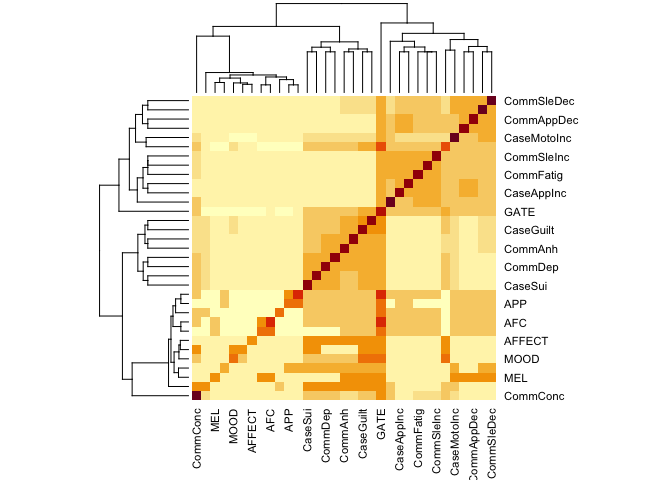 CommSleDec
CommAppDec
CaseMotoInc
CommSleInc
CommFatig
CaseAppInc
GATE
CaseGuilt
CommAnh
CommDep
CaseSui
APP
AFC
AFFECT
MOOD
MEL
CommConc
CommConc
MEL
MOOD
AFFECT
AFC
APP
CaseSui
CommDep
CommAnh
CaseGuilt
GATE
CaseAppInc
CommFatig
CommSleInc
CaseMotoInc
CommAppDec
CommSleDec